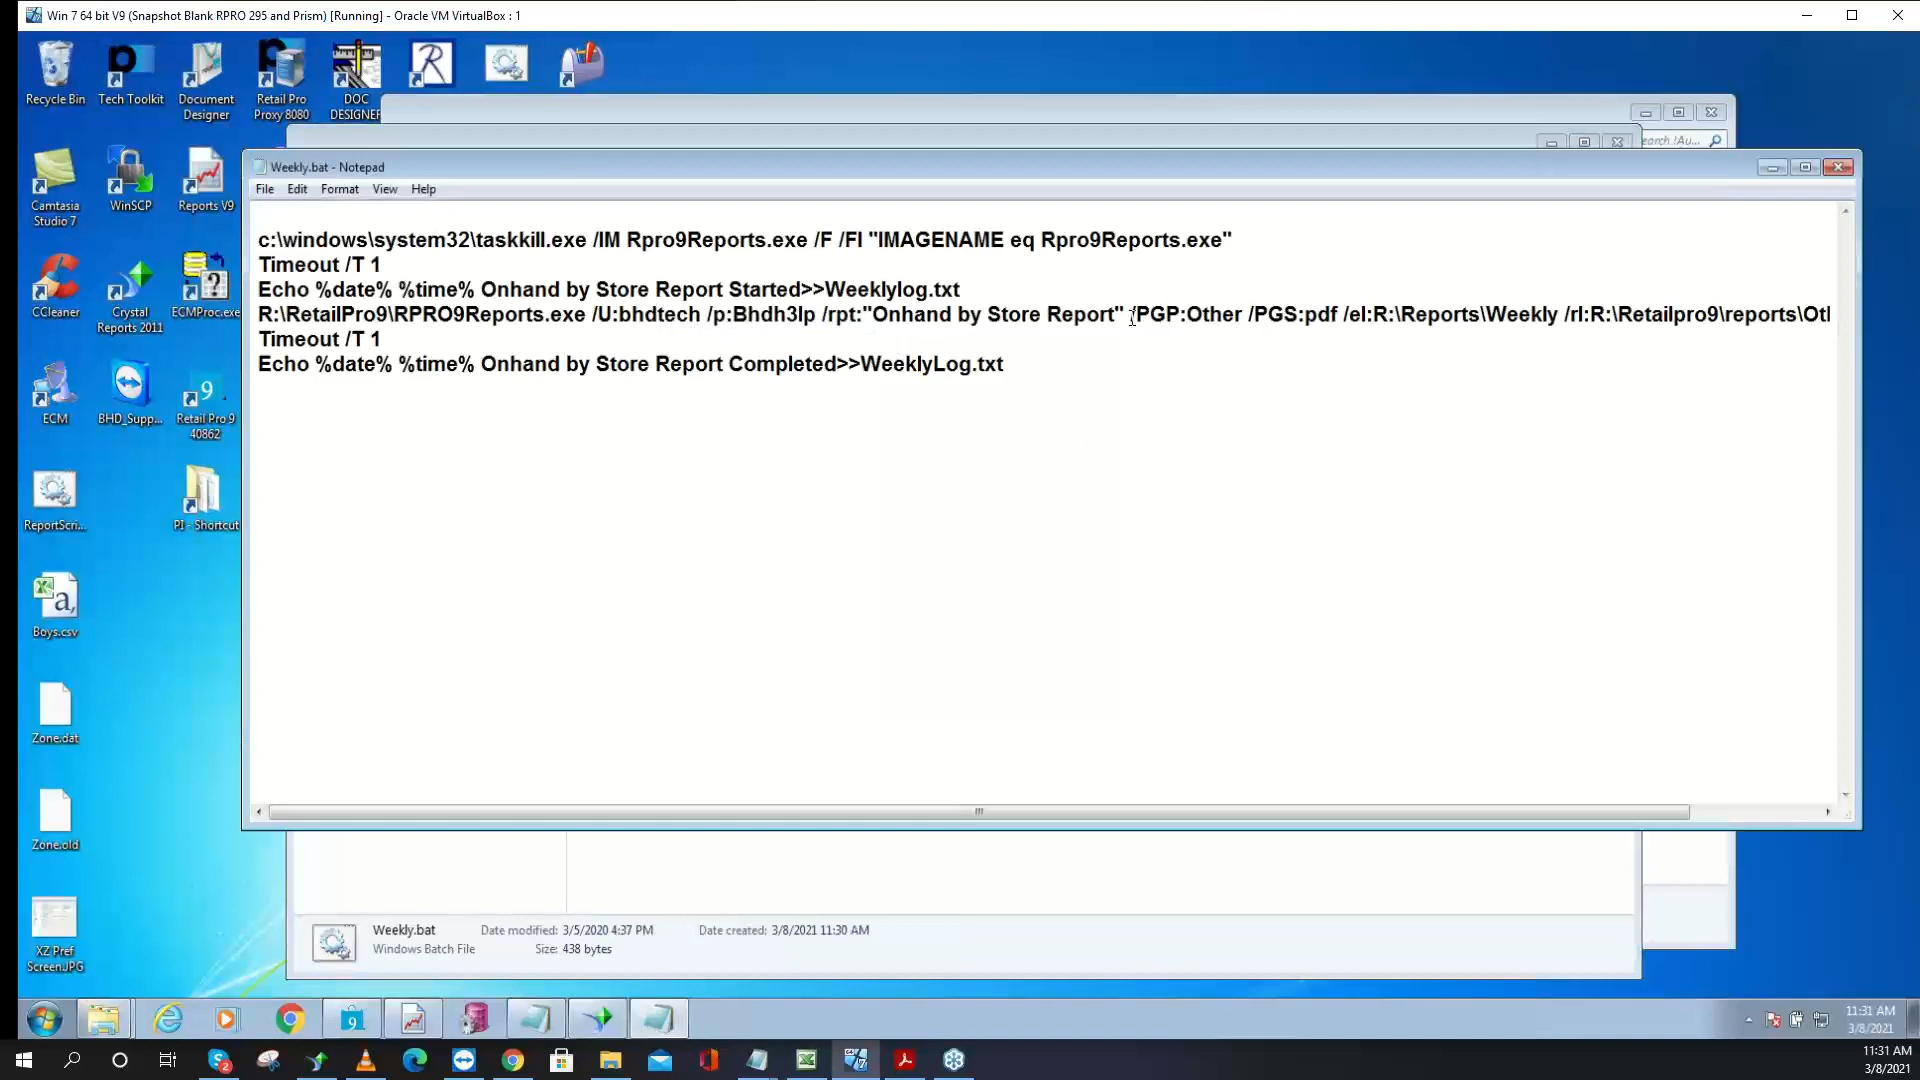 Win 7 64 bit V9 (Snapshot Blank RPRO 295 and Prism) [Running] - Oracle VM VirtualBox : 1
Recycle Bin
Tech Toolkit
Document Designer
Retail Pro Proxy 8080
DOC DESIGNER
earch !Au...
Weekly.bat - Notepad
File Edit Format View Help
c:\windows\system32\taskkill.exe /IM Rpro9Reports.exe /F /FI "IMAGENAME eq Rpro9Reports.exe"
Timeout /T 1
Echo %date% %time% Onhand by Store Report Started>>Weeklylog.txt
R:\RetailPro9\RPRO9Reports.exe /U:bhdtech /p:Bhdh3lp /rpt:"Onhand by Store Report" /PGP:Other /PGS:pdf /el:R:\Reports\Weekly /rl:R:\Retailpro9\reports\Otl
Timeout /T 1
Echo %date% %time% Onhand by Store Report Completed>>WeeklyLog.txt
Camtasia Studio 7
WinSCP
Reports V9
CCleaner
Crystal Reports 2011
ECMProc.exe
ECM
BHD_Supp...
Retail Pro 9 40862
ReportScri...
PI - Shortcut
Boys.csv
Zone.dat
Zone.old
XZ Pref ScreenJPG
Weekly.bat Date modified: 3/5/2020 4:37 PM Date created: 3/8/2021 11:30 AM
Windows Batch File Size: 438 bytes
11:31 AM
3/8/2021
11:31 AM
3/8/2021